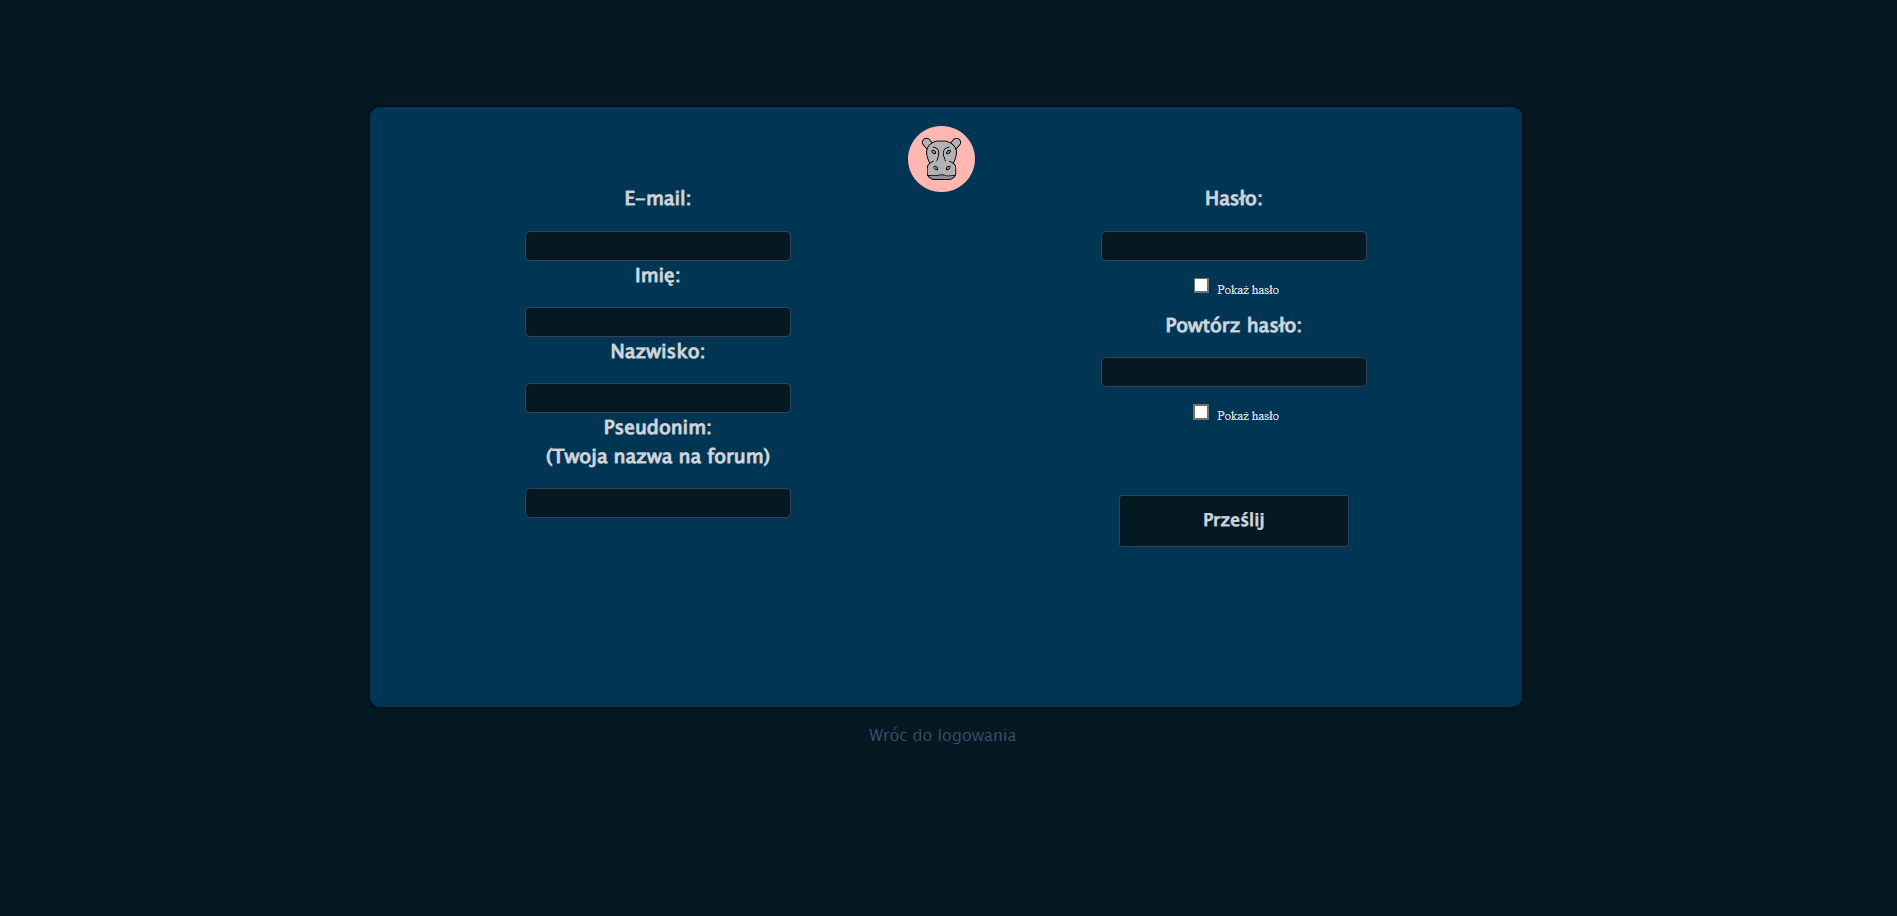 E-mail:
Imię:
Nazwisko:
Pseudonim:
(Twoja nazwa na forum)
Hasło:
Pokaż hasło
Powtórz hasło:
Pokaż hasło
Prześlij
Wróc do logowania